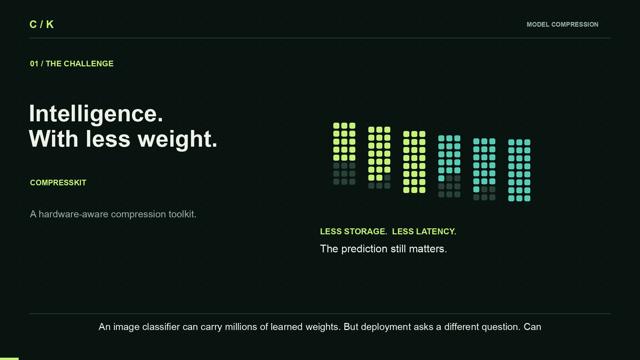 C / K
MODEL COMPRESSION
01 / THE CHALLENGE
Intelligence.
With less weight.
COMPRESSKIT
A hardware-aware compression toolkit.
LESS STORAGE. LESS LATENCY.
The prediction still matters.
An image classifier can carry millions of learned weights. But deployment asks a different question. Can